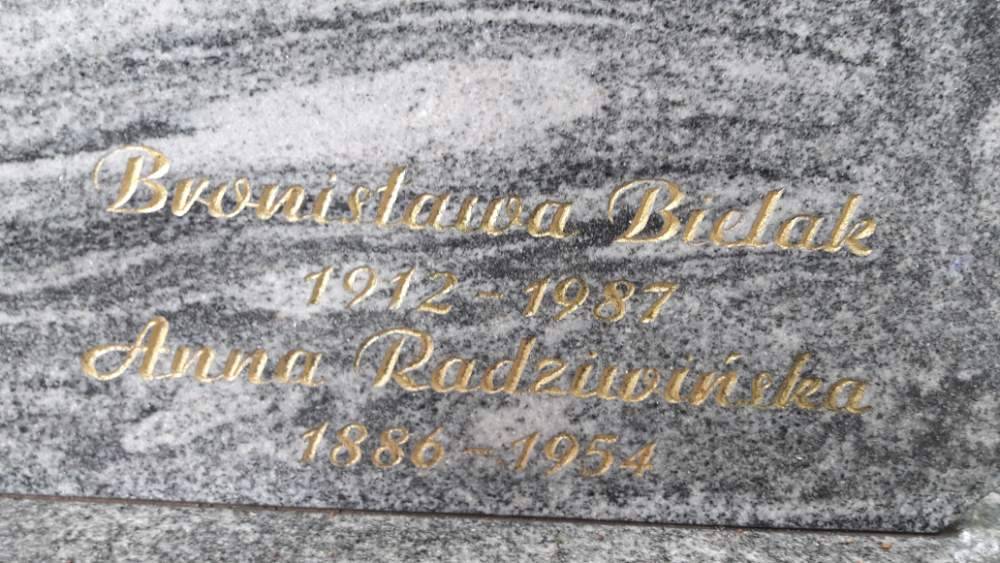 Bronisława Bielak
1912 - 1987
Anna Radziwińska
1886 - 1954